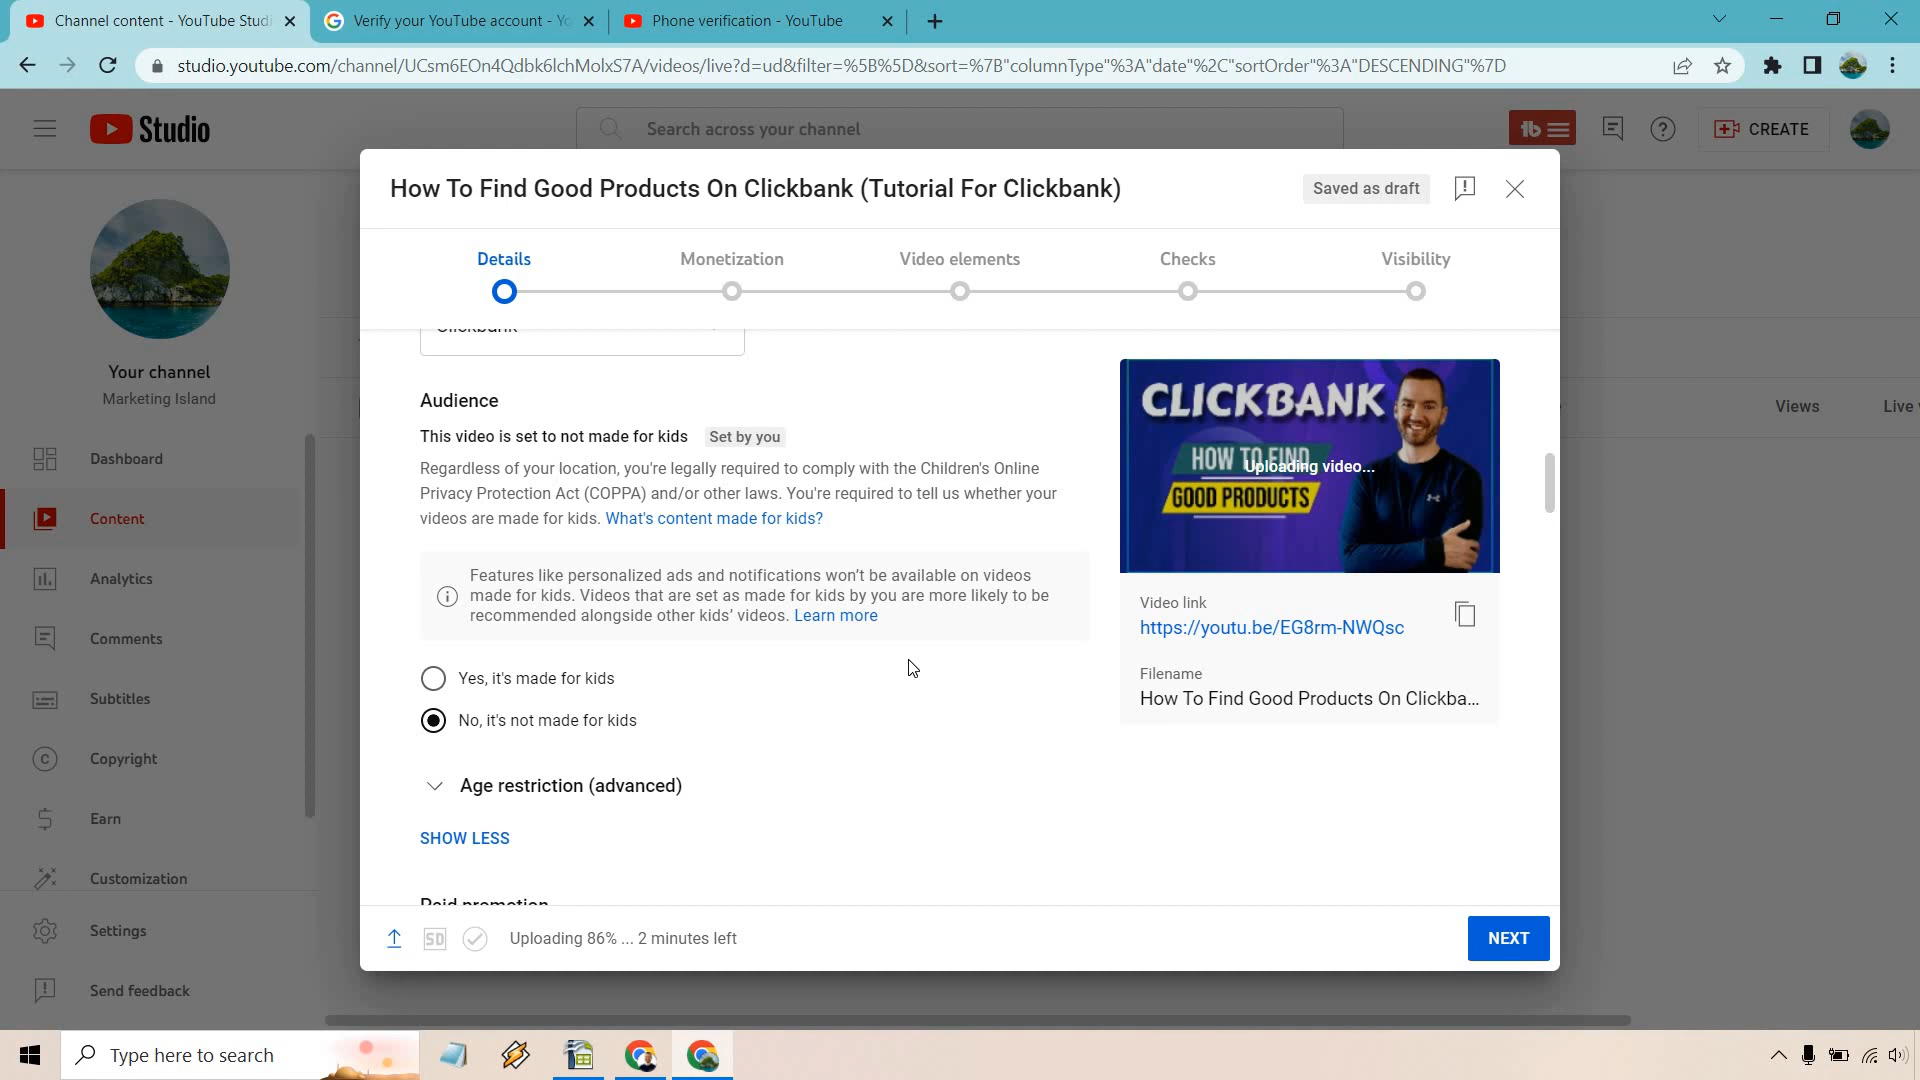 Channel content - YouTube Studi
Verify your YouTube account - Yo
Phone verification - YouTube
studio.youtube.com/channel/UCsm6EOn4Qdbk6lchMolxS7A/videos/live?d=ud&filter=%5B%5D&sort=%7B"columnType"%3A"date"%2C"sortOrder"%3A"DESCENDING"%7D
Studio
Search across your channel
CREATE
How To Find Good Products On Clickbank (Tutorial For Clickbank)
Saved as draft
Details
Monetization
Video elements
Checks
Visibility
Your channel
Marketing Island
Dashboard
Content
Analytics
Comments
Subtitles
Copyright
Earn
Customization
Settings
Send feedback
Clickbank
Audience
This video is set to not made for kids
Set by you
Regardless of your location, you're legally required to comply with the Children's Online
Privacy Protection Act (COPPA) and/or other laws. You're required to tell us whether your
videos are made for kids. What's content made for kids?
Features like personalized ads and notifications won't be available on videos
made for kids. Videos that are set as made for kids by you are more likely to be
recommended alongside other kids' videos. Learn more
Yes, it's made for kids
No, it's not made for kids
Age restriction (advanced)
SHOW LESS
Paid promotion
CLICKBANK
HOW TO FIND
GOOD PRODUCTS
Uploading video...
Video link
https://youtu.be/EG8rm-NWQsc
Filename
How To Find Good Products On Clickba...
Views
Live
SD
Uploading 86% ... 2 minutes left
NEXT
Type here to search